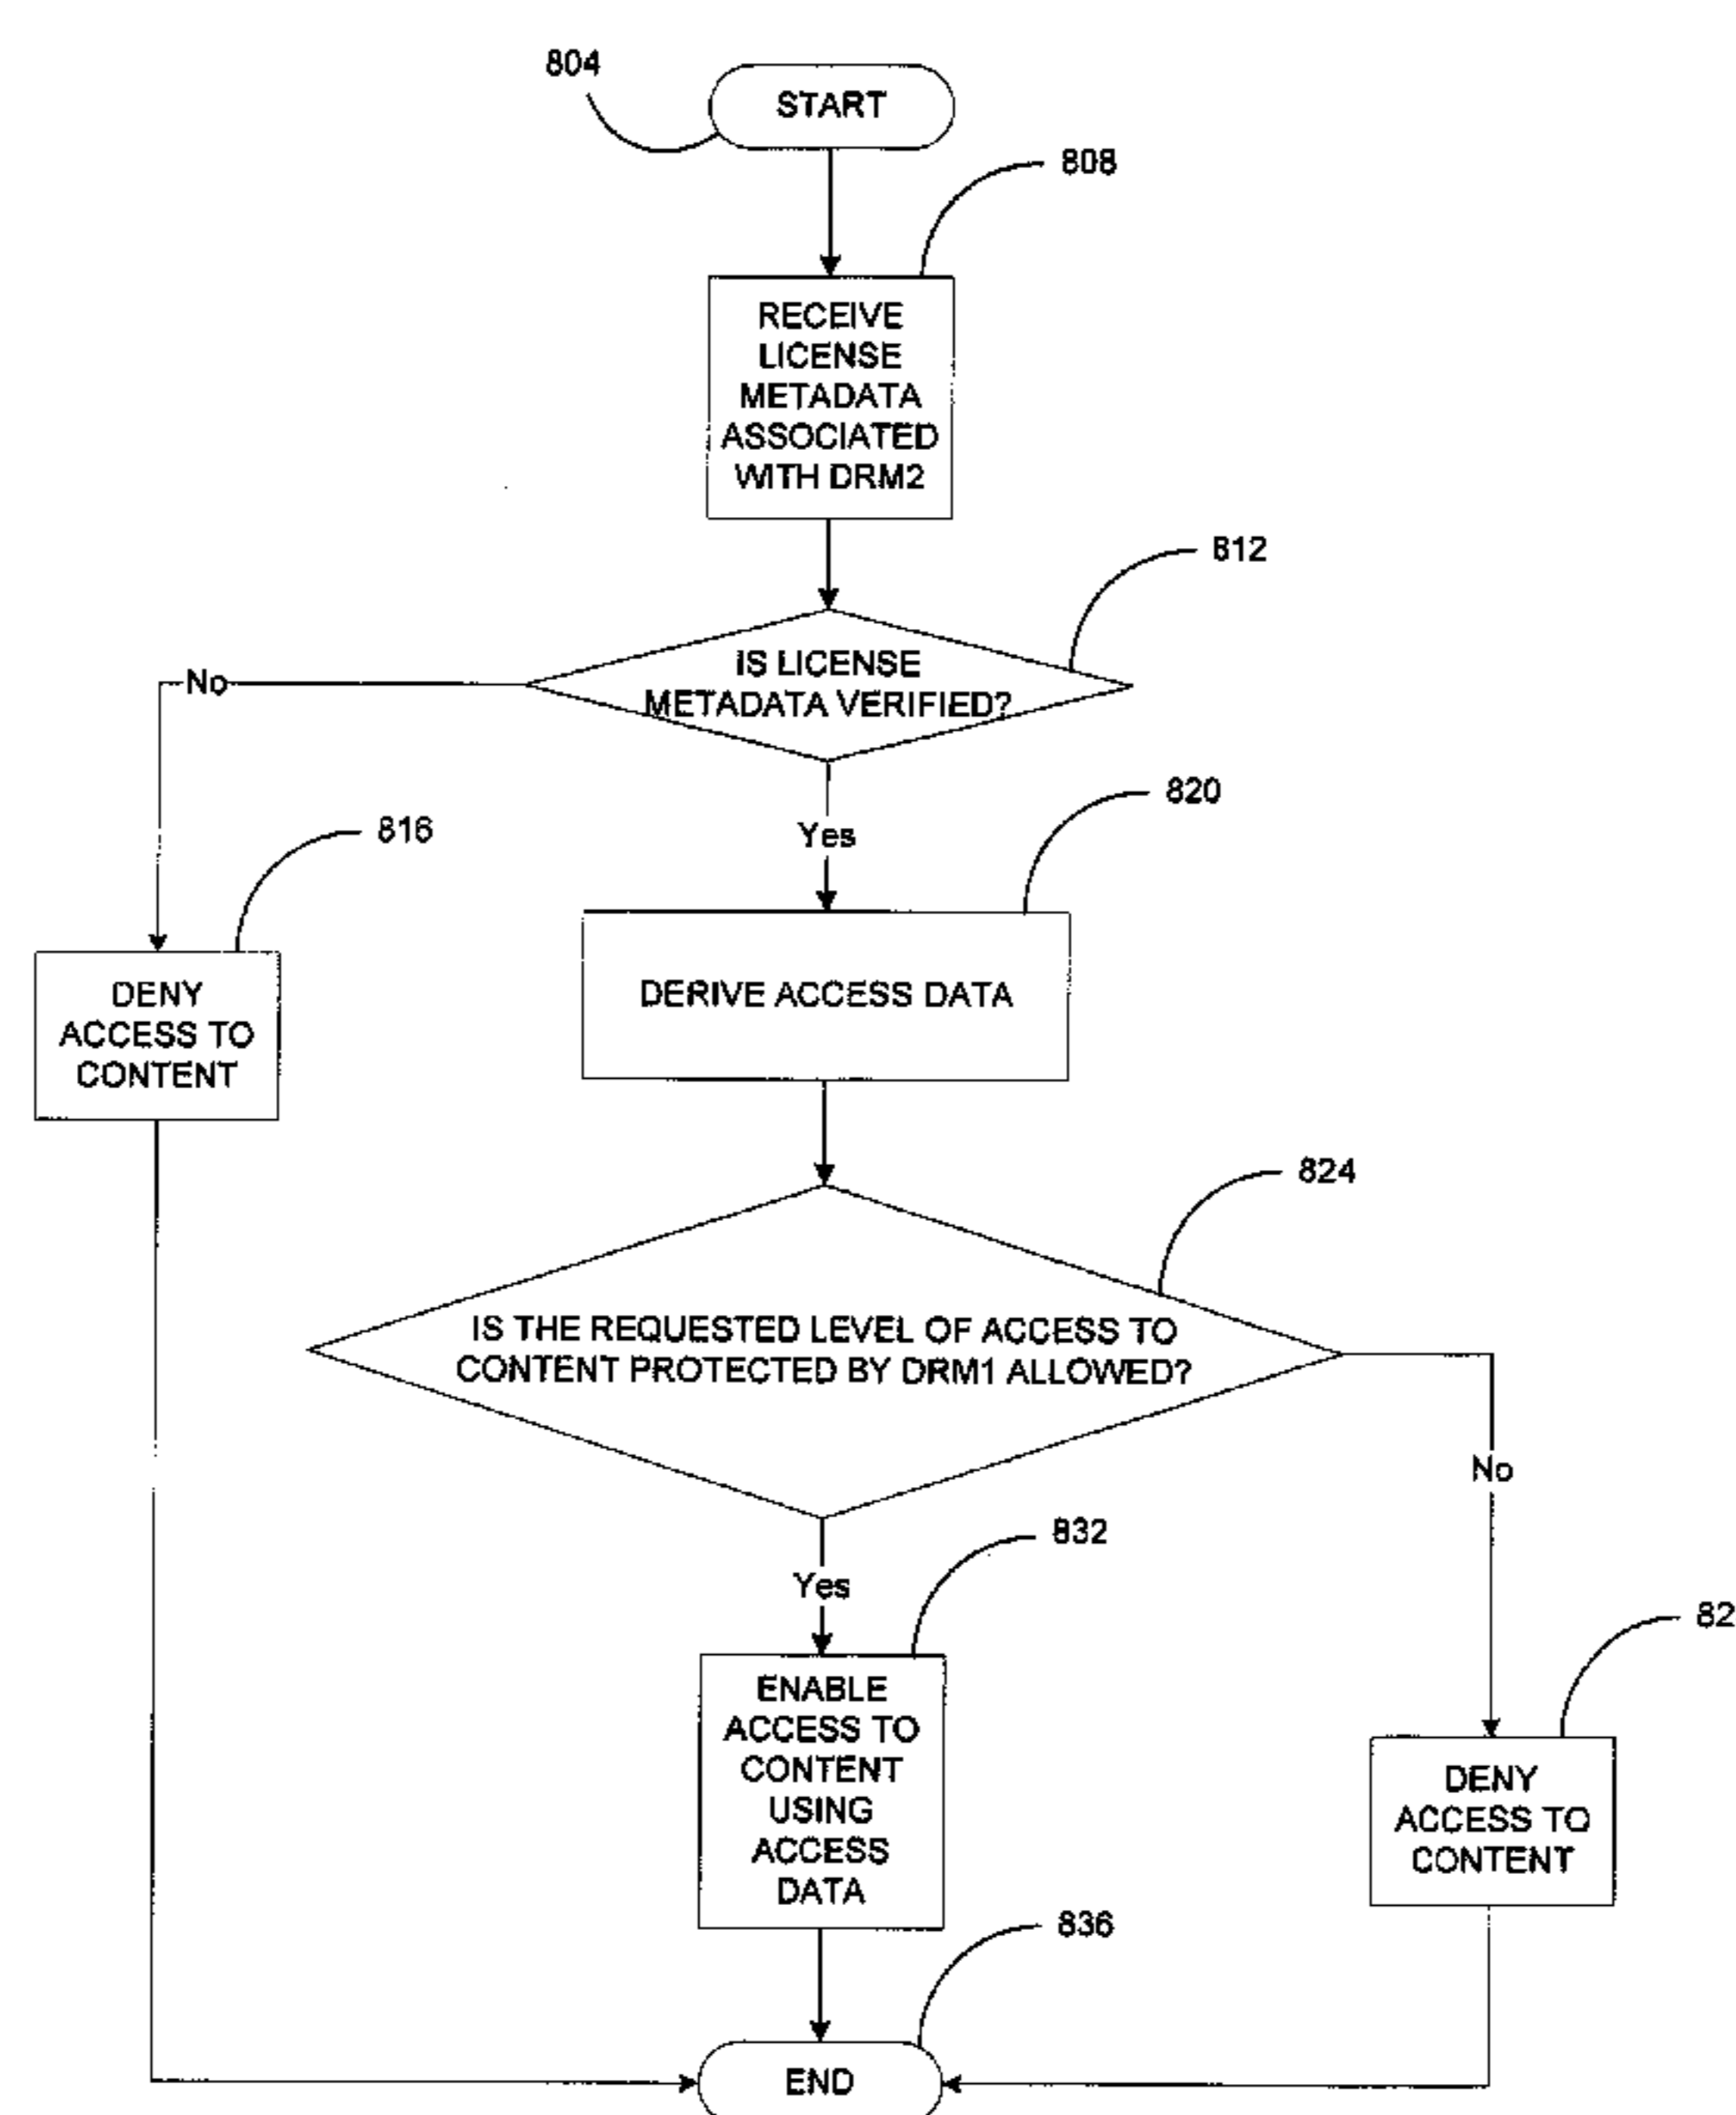 804
START
808
RECEIVE
LICENSE
METADATA
ASSOCIATED
WITH DRM2
812
IS LICENSE
METADATA VERIFIED?
No
Yes
820
816
DENY
ACCESS TO
CONTENT
DERIVE ACCESS DATA
824
IS THE REQUESTED LEVEL OF ACCESS TO
CONTENT PROTECTED BY DRM1 ALLOWED?
No
832
Yes
82
ENABLE
ACCESS TO
CONTENT
USING
ACCESS
DATA
DENY
ACCESS TO
CONTENT
836
END